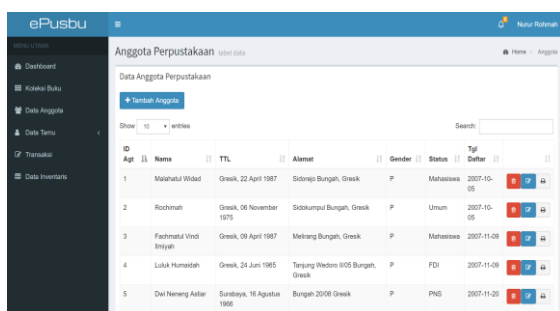 ePusbu
Nurur Rohmah
MENU UTAMA
Dashboard
Koleksi Buku
Data Anggota
Data Tamu
Transaksi
Data Inventaris
Anggota Perpustakaan tabel data
Home > Anggota
Data Anggota Perpustakaan
+ Tambah Anggota
Show 10 entries
Search:
ID Agt Nama TTL Alamat Gender Status Tgl Daftar
1 Malahatul Widad Gresik, 22 April 1987 Sidorejo Bungah, Gresik P Mahasiswa 2007-10-05
2 Rochimah Gresik, 06 November 1975 Sidokumpul Bungah, Gresik P Umum 2007-10-05
3 Fachmatul Vindi Ilmiyah Gresik, 09 April 1987 Melirang Bungah, Gresik P Mahasiswa 2007-11-09
4 Luluk Humaidah Gresik, 24 Juni 1965 Tanjung Wedoro III/05 Bungah, Gresik P FDI 2007-11-09
5 Dwi Neneng Astiar Surabaya, 16 Agustus 1966 Bungah 20/08 Gresik P PNS 2007-11-20